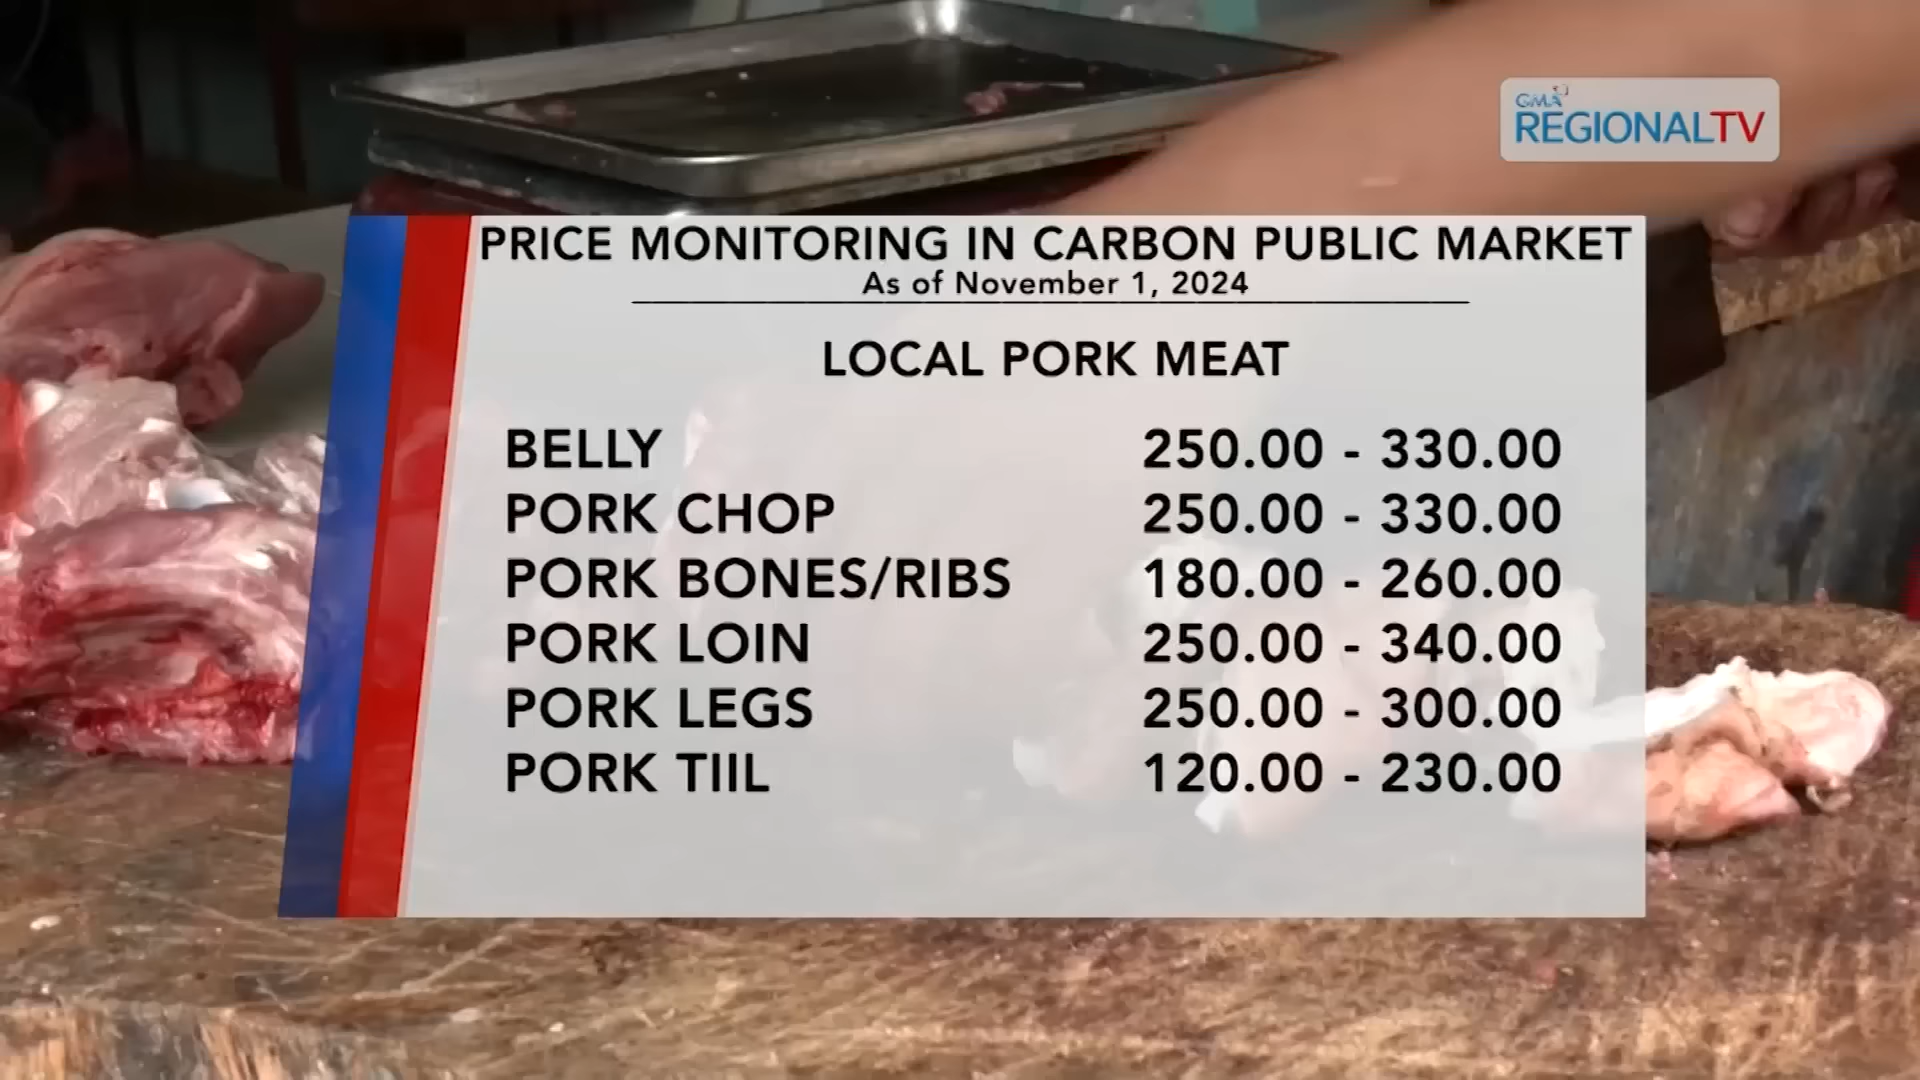 GMA
REGIONALTV
PRICE MONITORING IN CARBON PUBLIC MARKET
As of November 1, 2024
LOCAL PORK MEAT
BELLY 250.00 - 330.00
PORK CHOP 250.00 - 330.00
PORK BONES/RIBS 180.00 - 260.00
PORK LOIN 250.00 - 340.00
PORK LEGS 250.00 - 300.00
PORK TIIL 120.00 - 230.00